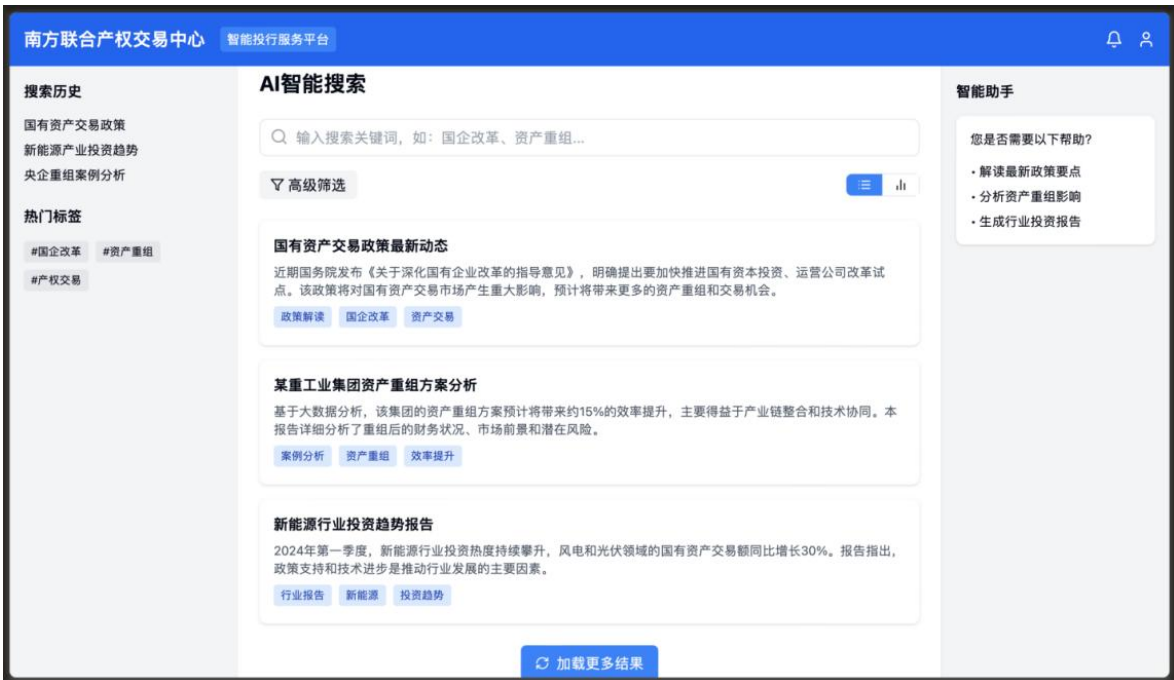 南方联合产权交易中心 智能投行服务平台
搜索历史
国有资产交易政策
新能源产业投资趋势
央企重组案例分析
热门标签
#国企改革 #资产重组
#产权交易
AI智能搜索
输入搜索关键词，如：国企改革、资产重组...
高级筛选
国有资产交易政策最新动态
近期国务院发布《关于深化国有企业改革的指导意见》，明确提出要加快推进国有资本投资、运营公司改革试
点。该政策将对国有资产交易市场产生重大影响，预计将带来更多的资产重组和交易机会。
政策解读 国企改革 资产交易
某重工业集团资产重组方案分析
基于大数据分析，该集团的资产重组方案预计将带来约15%的效率提升，主要得益于产业链整合和技术协同。本
报告详细分析了重组后的财务状况、市场前景和潜在风险。
案例分析 资产重组 效率提升
新能源行业投资趋势报告
2024年第一季度，新能源行业投资热度持续攀升，风电和光伏领域的国有资产交易额同比增长30%。报告指出，
政策支持和技术进步是推动行业发展的主要因素。
行业报告 新能源 投资趋势
加载更多结果
智能助手
您是否需要以下帮助?
• 解读最新政策要点
• 分析资产重组影响
• 生成行业投资报告